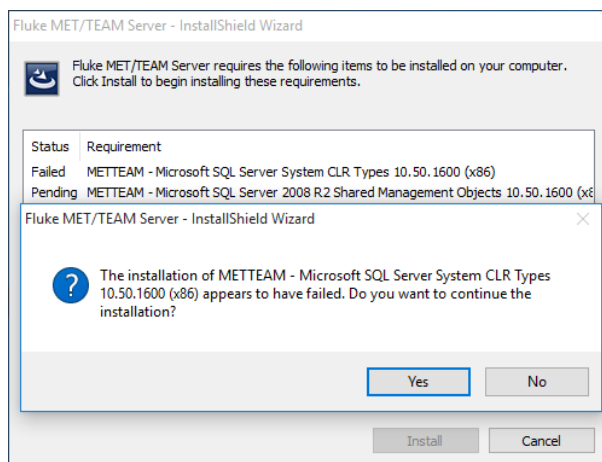 Fluke MET/TEAM Server - InstallShield Wizard
Fluke MET/TEAM Server requires the following items to be installed on your computer.
Click Install to begin installing these requirements.
Status Requirement
Failed METTEAM - Microsoft SQL Server System CLR Types 10.50.1600 (x86)
Pending METTEAM - Microsoft SQL Server 2008 R2 Shared Management Objects 10.50.1600 (x8
Fluke MET/TEAM Server - InstallShield Wizard
The installation of METTEAM - Microsoft SQL Server System CLR Types
10.50.1600 (x86) appears to have failed. Do you want to continue the
installation?
Yes No
Install Cancel